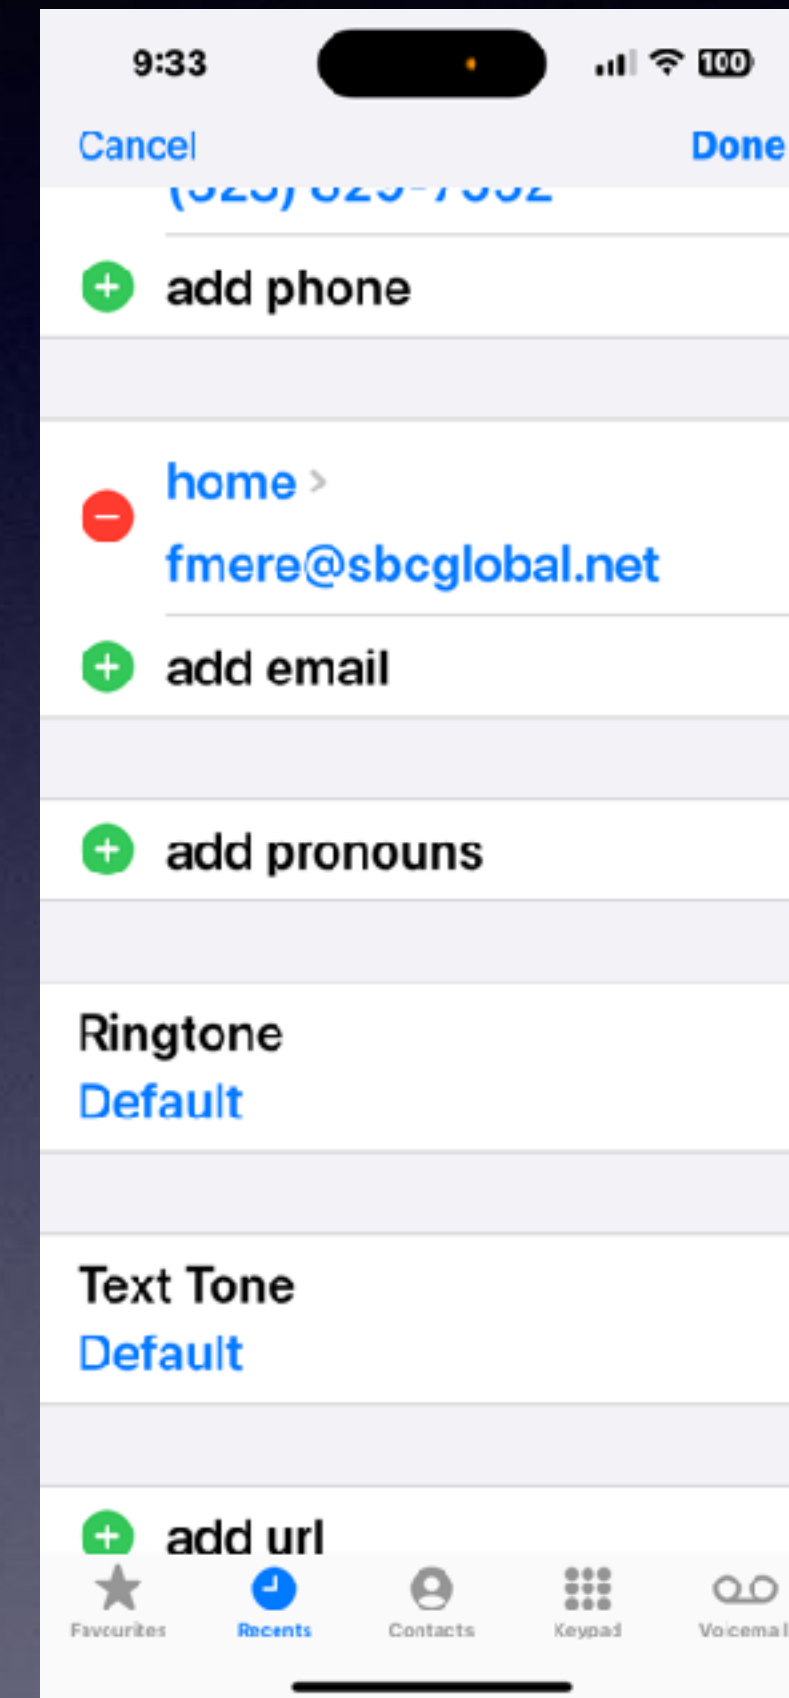 9:33
100
Cancel
Done
add phone
home
fmere@sbcglobal.net
add email
add pronouns
Ringtone
Default
Text Tone
Default
add url
Favourites
Recents
Contacts
Keypad
Voicemail